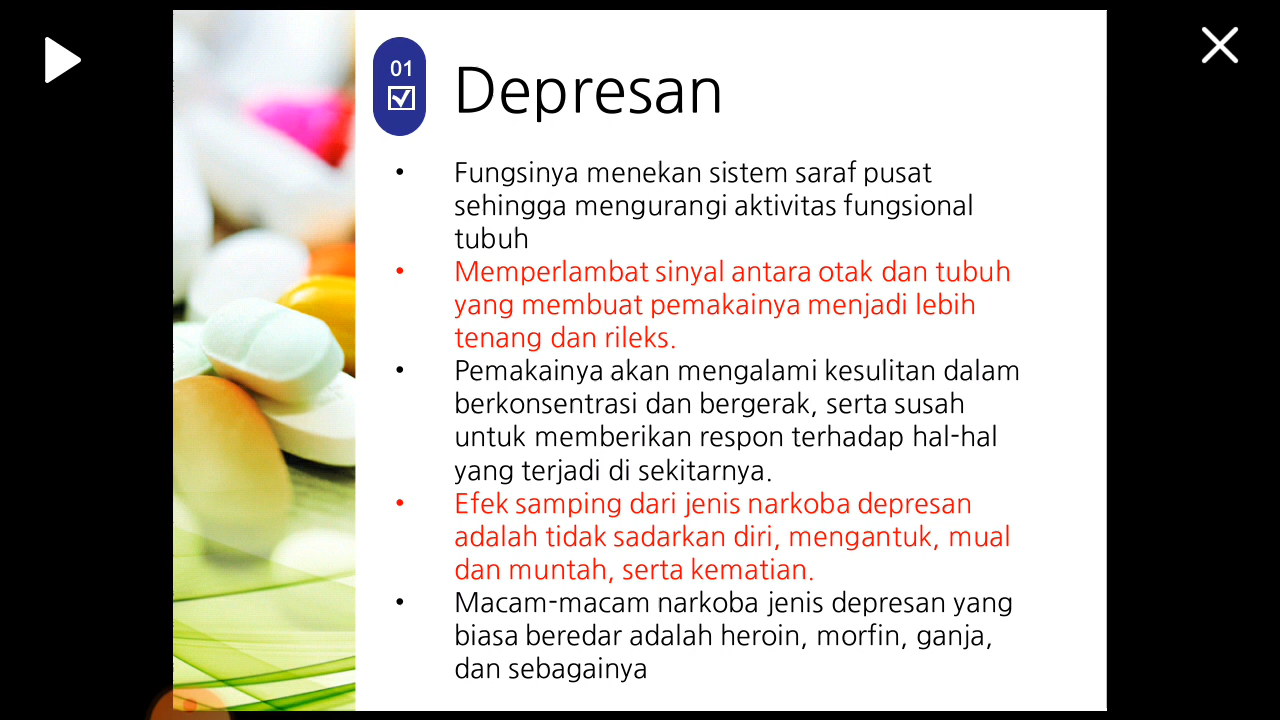 01
Depresan
• Fungsinya menekan sistem saraf pusat
sehingga mengurangi aktivitas fungsional
tubuh
• Memperlambat sinyal antara otak dan tubuh
yang membuat pemakainya menjadi lebih
tenang dan rileks.
• Pemakainya akan mengalami kesulitan dalam
berkonsentrasi dan bergerak, serta susah
untuk memberikan respon terhadap hal-hal
yang terjadi di sekitarnya.
• Efek samping dari jenis narkoba depresan
adalah tidak sadarkan diri, mengantuk, mual
dan muntah, serta kematian.
• Macam-macam narkoba jenis depresan yang
biasa beredar adalah heroin, morfin, ganja,
dan sebagainya